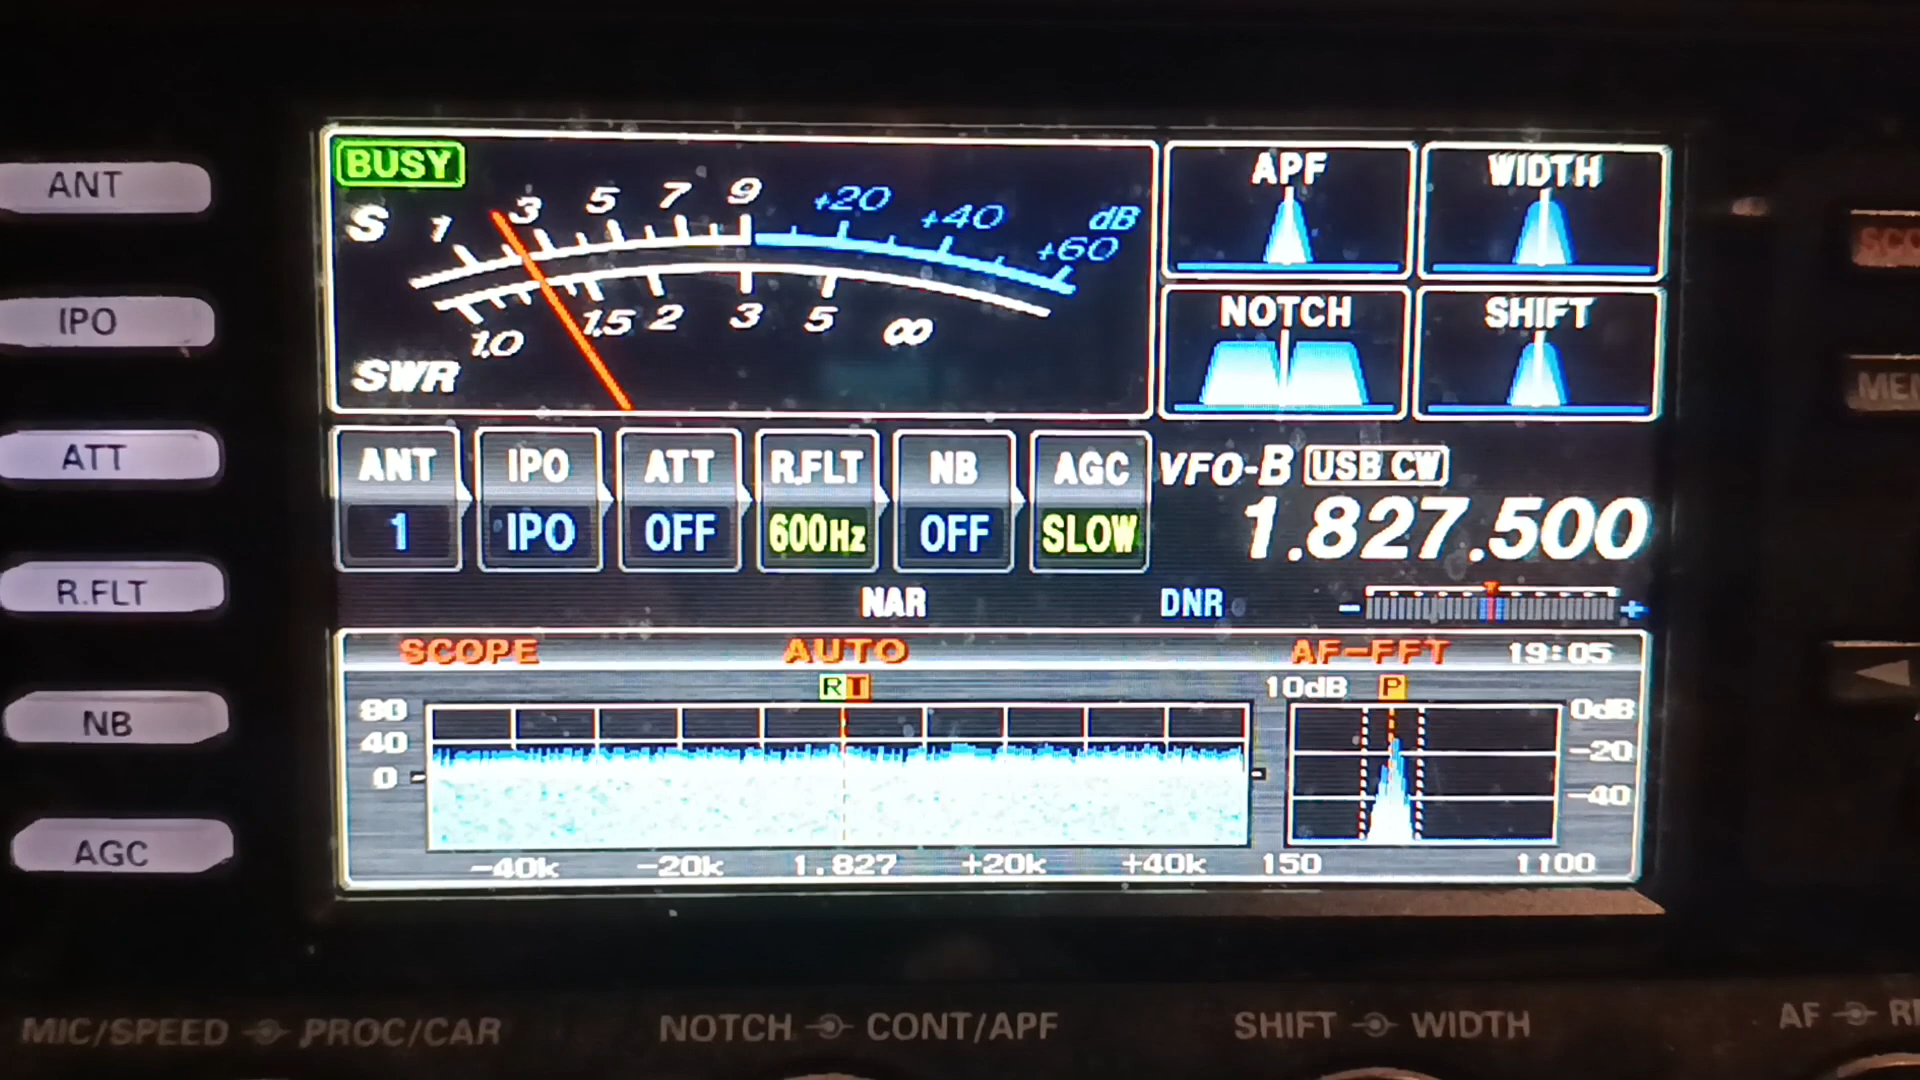 ANT
IPO
ATT
R.FLT
NB
AGC
BUSY
S 1 3 5 7 9 +20 +40 +60 dB
1.0 1.5 2 3 5 ∞
SWR
APF
WIDTH
NOTCH
SHIFT
ANT IPO ATT R.FLT NB AGC
1 IPO OFF 600Hz OFF SLOW
VFO-B USB CW
1.827.500
NAR DNR
- +
SCOPE AUTO AF-FFT 19:05
RT 10dB P
80
40
0
0dB
-20
-40
-40k -20k 1.827 +20k +40k 150 1100
MIC/SPEED PROC/CAR NOTCH CONT/APF SHIFT WIDTH AF